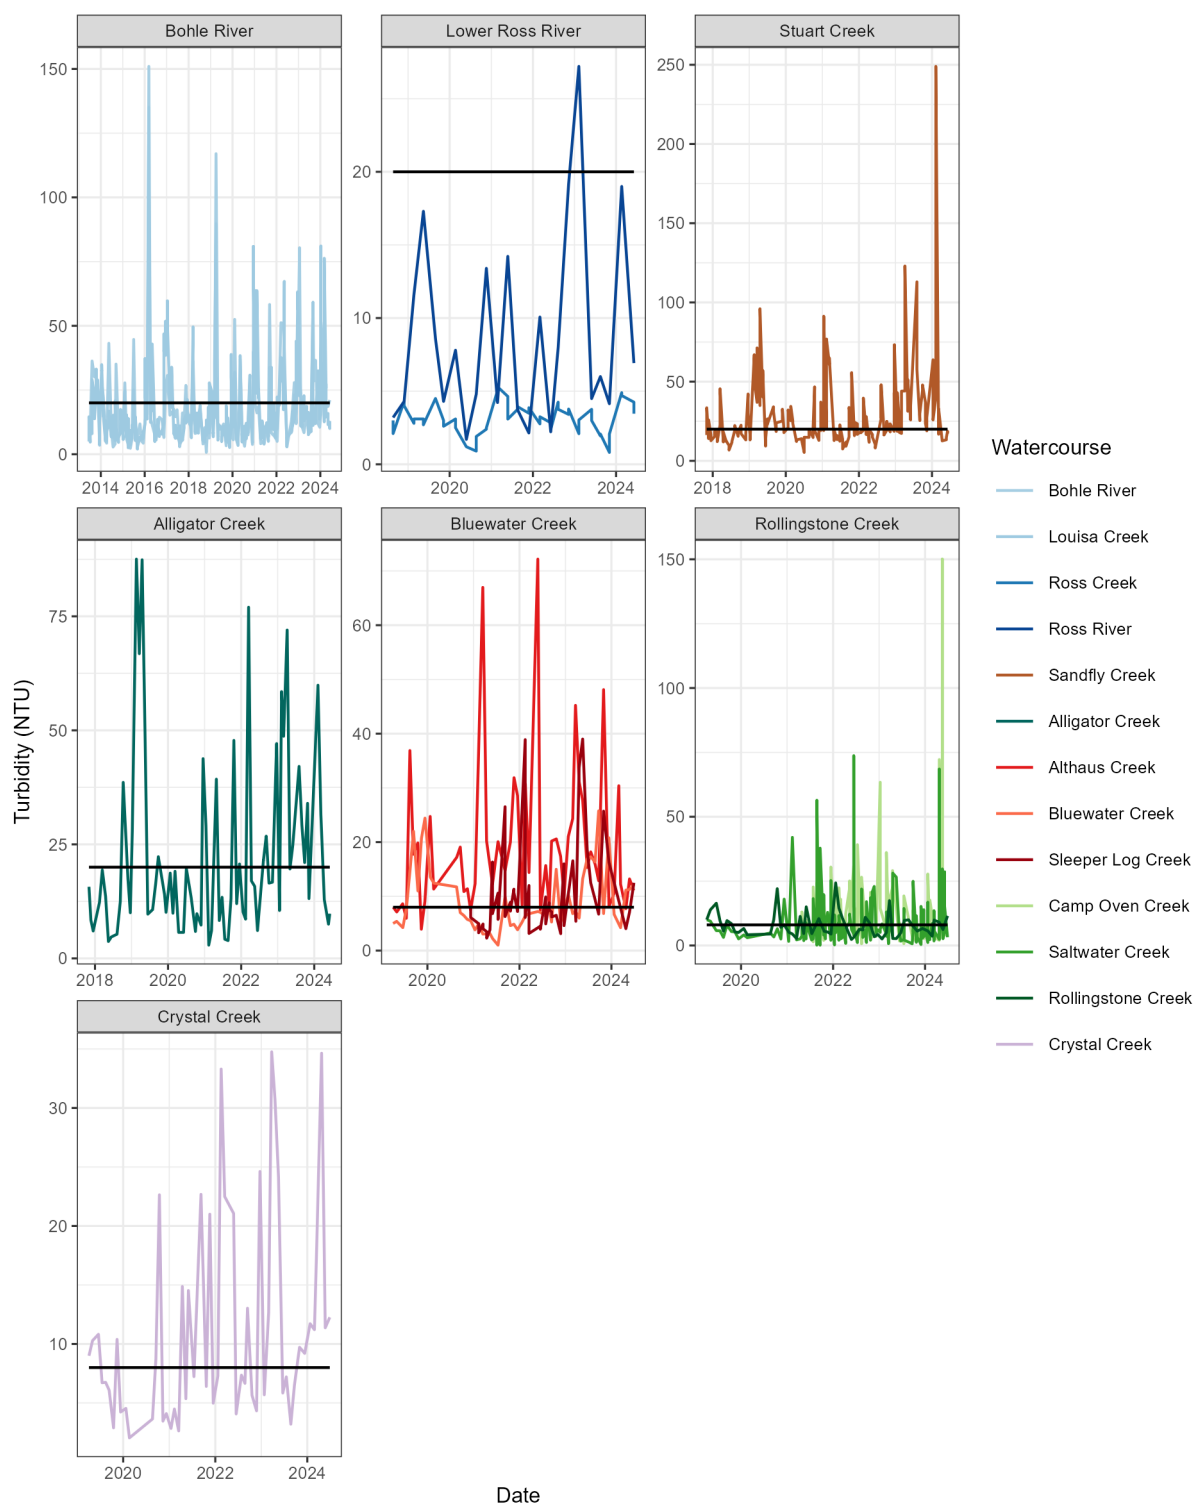 Bohle River
Lower Ross River
Stuart Creek
150
100
50
0
2014 2016 2018 2020 2022 2024
20
10
0
2020 2022 2024
250
200
150
100
50
0
2018 2020 2022 2024
Alligator Creek
Bluewater Creek
Rollingstone Creek
75
50
25
0
2018 2020 2022 2024
60
40
20
0
2020 2022 2024
150
100
50
0
2020 2022 2024
Crystal Creek
30
20
10
2020 2022 2024
Turbidity (NTU)
Date
Watercourse
Bohle River
Louisa Creek
Ross Creek
Ross River
Sandfly Creek
Alligator Creek
Althaus Creek
Bluewater Creek
Sleeper Log Creek
Camp Oven Creek
Saltwater Creek
Rollingstone Creek
Crystal Creek